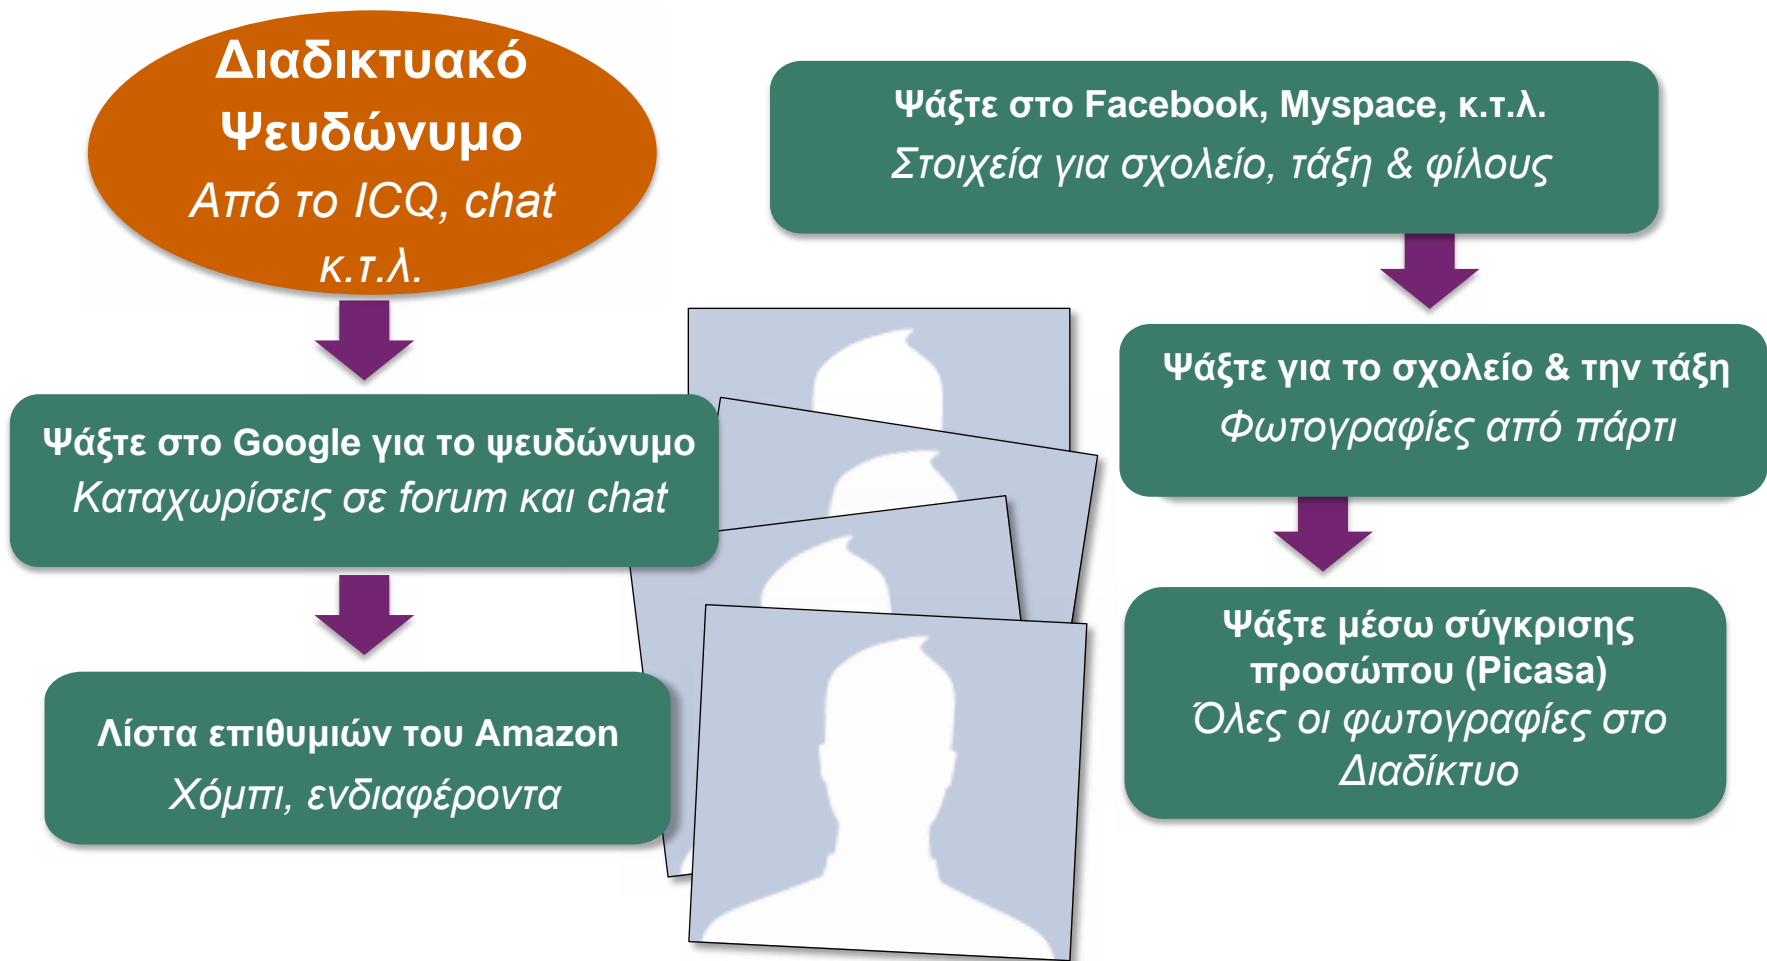 Διαδικτυακό
Ψευδώνυμο
Από το ICQ, chat
κ.τ.λ.
Ψάξτε στο Google για το ψευδώνυμο
Καταχωρίσεις σε forum και chat
Λίστα επιθυμιών του Amazon
Χόμπι, ενδιαφέροντα
Ψάξτε στο Facebook, Myspace, κ.τ.λ.
Στοιχεία για σχολείο, τάξη & φίλους
Ψάξτε για το σχολείο & την τάξη
Φωτογραφίες από πάρτι
Ψάξτε μέσω σύγκρισης
προσώπου (Picasa)
Όλες οι φωτογραφίες στο
Διαδίκτυο